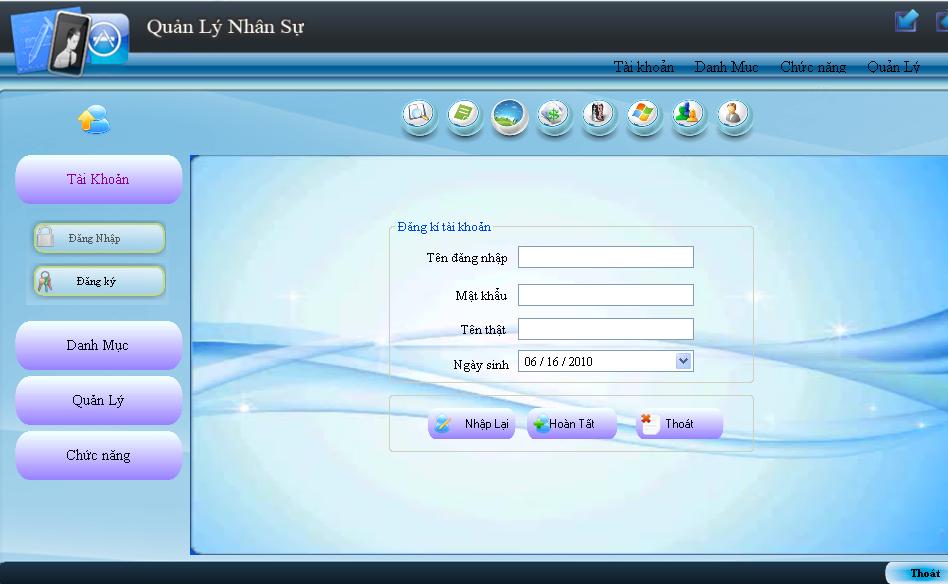 Quản Lý Nhân Sự
Tài khoản Danh Mục Chức năng Quản Lý
Tài Khoản
Đăng Nhập
Đăng ký
Danh Mục
Quản Lý
Chức năng
Đăng kí tài khoản
Tên đăng nhập
Mật khẩu
Tên thật
Ngày sinh 06 / 16 / 2010
Nhập Lại Hoàn Tất Thoát
Thoát